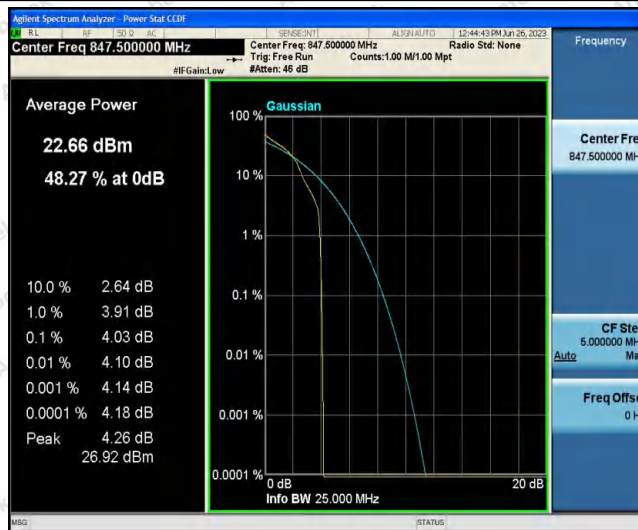 Agilent Spectrum Analyzer - Power Stat CCDF
RL RF 50 Ω AC SENSE:INT ALIGN AUTO 12:44:43 PM Jun 26, 2023
Center Freq 847.500000 MHz
Center Freq: 847.500000 MHz Radio Std: None
Trig: Free Run Counts:1.00 M/1.00 Mpt
#IFGain:Low #Atten: 46 dB
Frequency
Average Power
22.66 dBm
48.27 % at 0dB
10.0 % 2.64 dB
1.0 % 3.91 dB
0.1 % 4.03 dB
0.01 % 4.10 dB
0.001 % 4.14 dB
0.0001 % 4.18 dB
Peak 4.26 dB
26.92 dBm
Gaussian
100 %
10 %
1 %
0.1 %
0.01 %
0.001 %
0.0001 %
0 dB 20 dB
Info BW 25.000 MHz
Center Fre
847.500000 MH
CF Ste
5.000000 MH
Auto Ma
Freq Offs
0 H
MSG STATUS